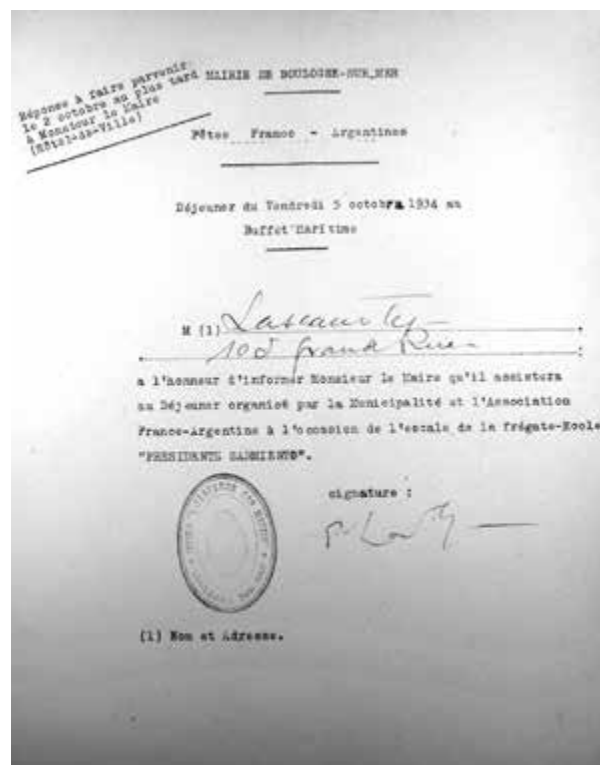 Réponse à faire parvenir
le 2 octobre au plus tard
à Monsieur le Maire
(Hôtel-de-Ville)
MAIRIE DE BOULOGNE-SUR-MER
Fêtes Franco - Argentines
Déjeuner du Vendredi 5 octobre 1934 au
Buffet Maritime
M (1)
Grand Rue
a l'honneur d'informer Monsieur le Maire qu'il assistera
au Déjeuner organisé par la Municipalité et l'Association
France-Argentine à l'occasion de l'escale de la frégate-Ecole
"PRESIDENTE SARMIENTO".
signature :
(1) Nom et Adresse.